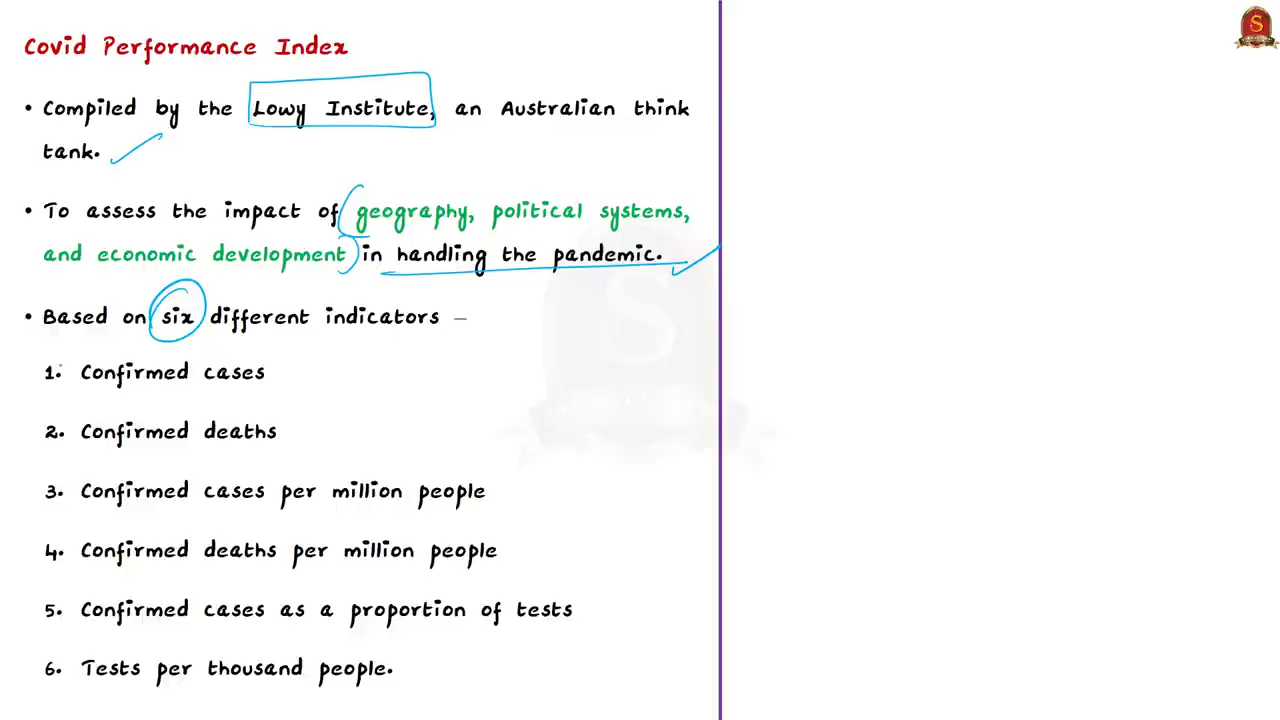 Covid Performance Index
• Compiled by the Lowy Institute, an Australian think
tank.
• To assess the impact of geography, political systems,
and economic development in handling the pandemic.
• Based on six different indicators –
1. Confirmed cases
2. Confirmed deaths
3. Confirmed cases per million people
4. Confirmed deaths per million people
5. Confirmed cases as a proportion of tests
6. Tests per thousand people.
S
S